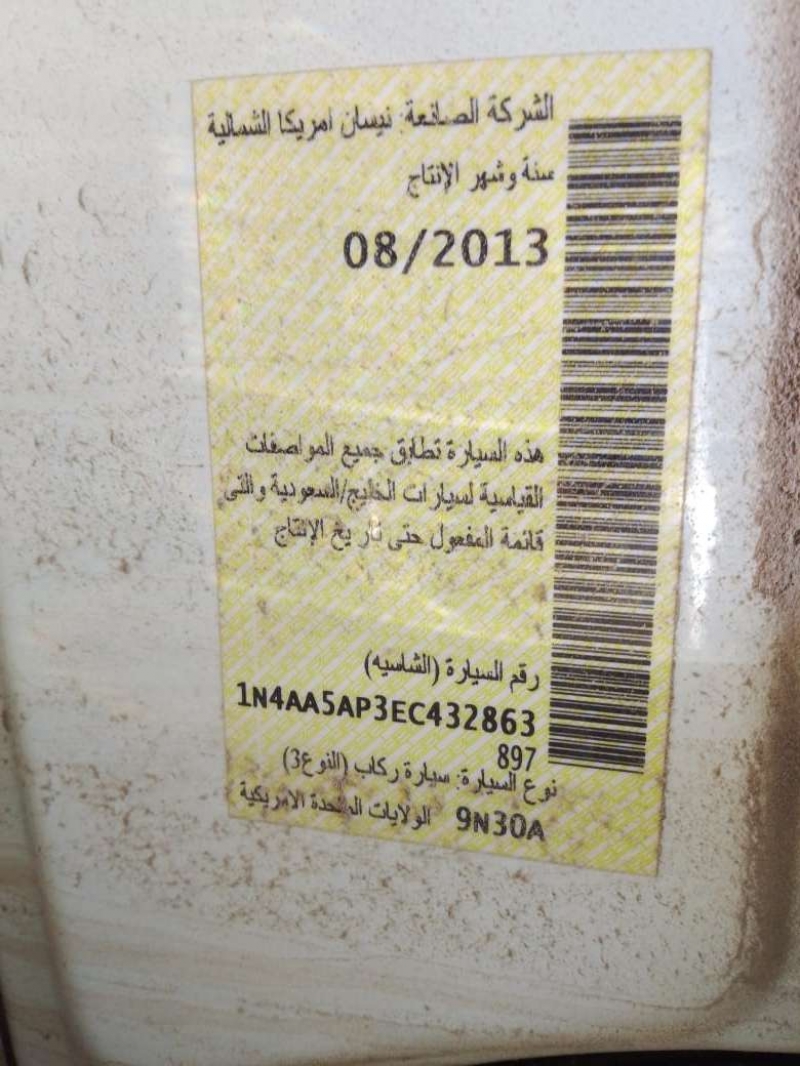 الشركة الصانعة: نيسان امريكا الشمالية
سنة وشهر الإنتاج
08/2013
هذه السيارة تطابق جميع المواصفات
القياسية لسيارات الخليج/السعودية والتى
قائمة المفعول حتى تاريخ الإنتاج
رقم السيارة (الشاسيه)
1N4AA5AP3EC432863
897
نوع السيارة: سيارة ركاب (النوع3)
9N30A الولايات المتحدة الامريكية